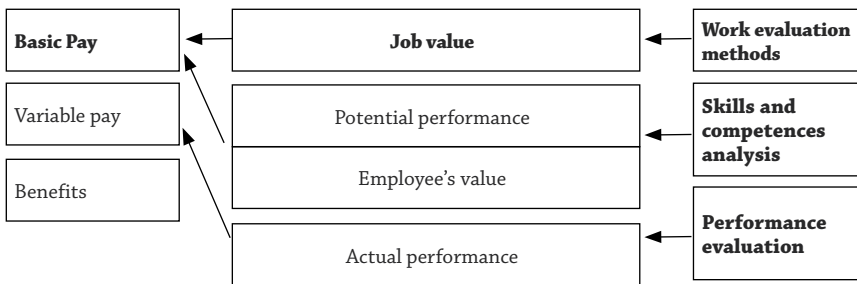 Basic Pay
Job value
Work evaluation
methods
Variable pay
Potential performance
Skills and
competences
analysis
Benefits
Employee’s value
Actual performance
Performance
evaluation